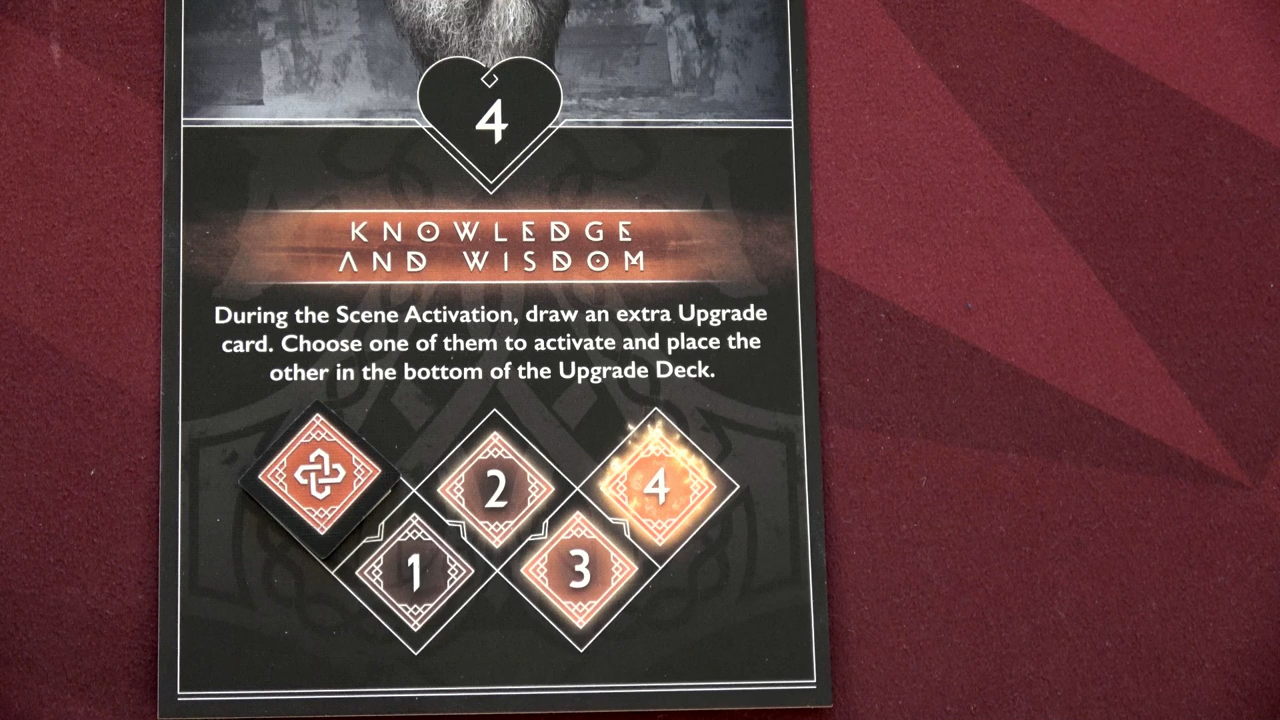 4
KNOWLEDGE
AND WISDOM
During the Scene Activation, draw an extra Upgrade
card. Choose one of them to activate and place the
other in the bottom of the Upgrade Deck.
2 4
1 3